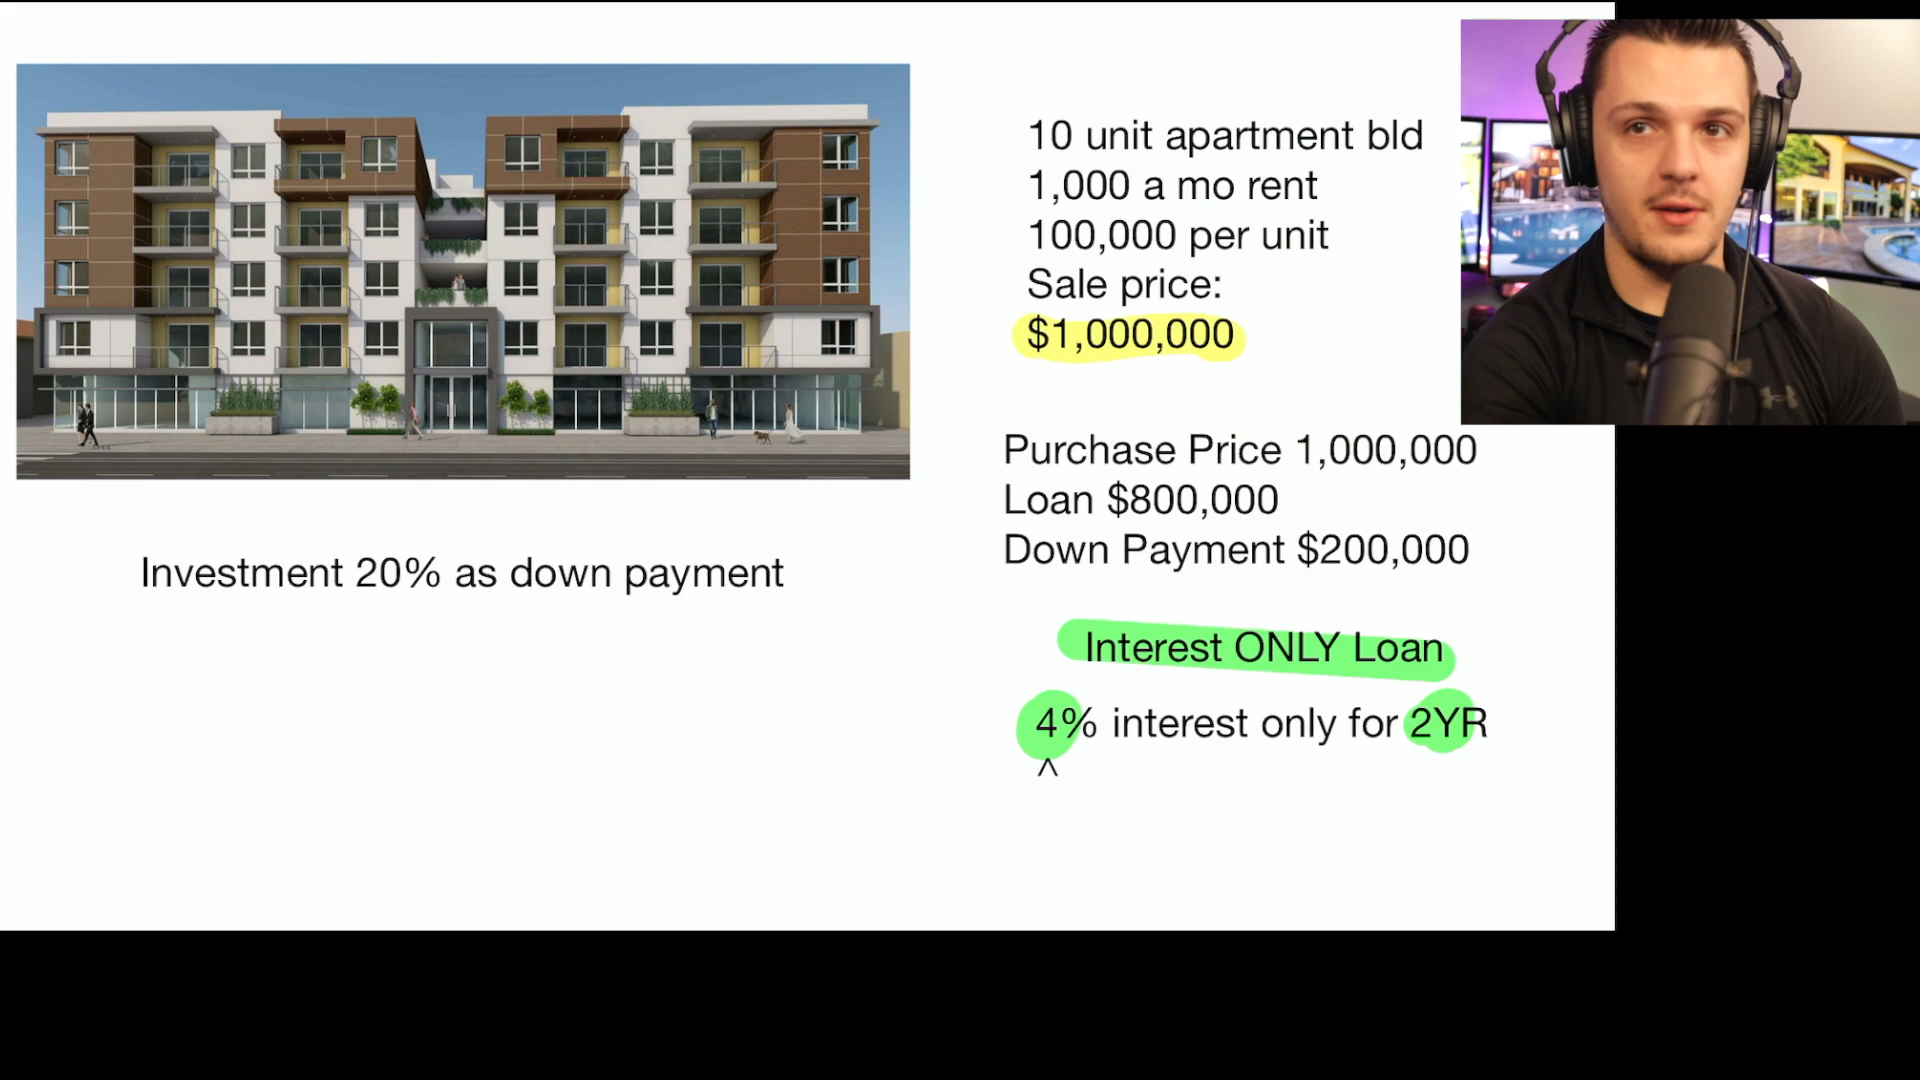 10 unit apartment bld
1,000 a mo rent
100,000 per unit
Sale price:
$1,000,000
Purchase Price 1,000,000
Loan $800,000
Down Payment $200,000
Investment 20% as down payment
Interest ONLY Loan
4% interest only for 2YR
^